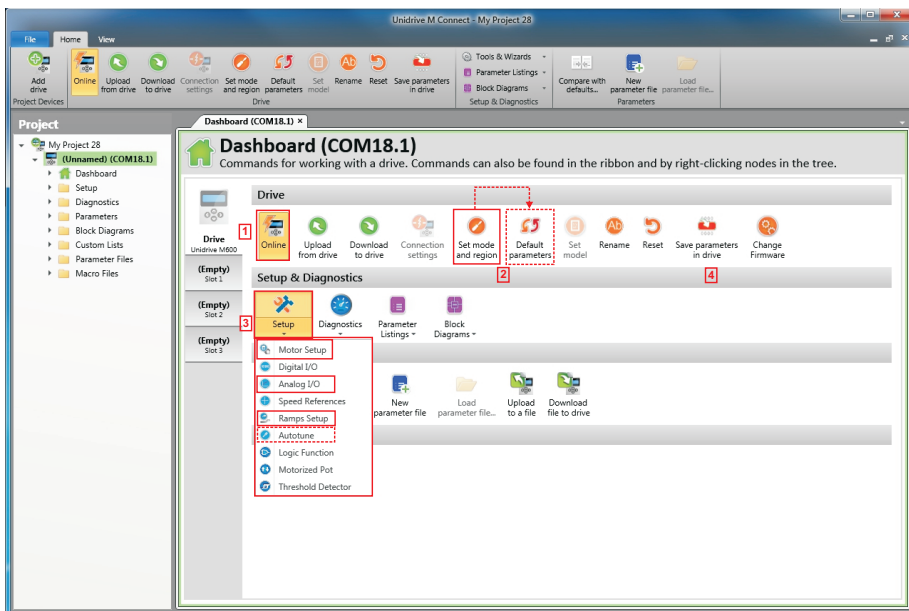 Unidrive M Connect - My Project 28
File Home View
Add drive
Online
Upload from drive
Download to drive
Connection settings
Set mode and region
Default parameters
Set model
Rename
Reset
Save parameters in drive
Tools & Wizards
Parameter Listings
Block Diagrams
Compare with defaults...
New parameter file
Load parameter file...
Project Devices
Drive
Setup & Diagnostics
Parameters
Project
My Project 28
(Unnamed) (COM18.1)
Dashboard
Setup
Diagnostics
Parameters
Block Diagrams
Custom Lists
Parameter Files
Macro Files
Dashboard (COM18.1) ×
Dashboard (COM18.1)
Commands for working with a drive. Commands can also be found in the ribbon and by right-clicking nodes in the tree.
Drive
Unidrive M600
(Empty)
Slot 1
(Empty)
Slot 2
(Empty)
Slot 3
Drive
1
Online
Upload from drive
Download to drive
Connection settings
Set mode and region
Default parameters
Set model
Rename
Reset
Save parameters in drive
Change Firmware
2
4
Setup & Diagnostics
3
Setup
Diagnostics
Parameter Listings
Block Diagrams
Motor Setup
Digital I/O
Analog I/O
Speed References
Ramps Setup
Autotune
Logic Function
Motorized Pot
Threshold Detector
New parameter file
Load parameter file...
Upload to a file
Download file to drive